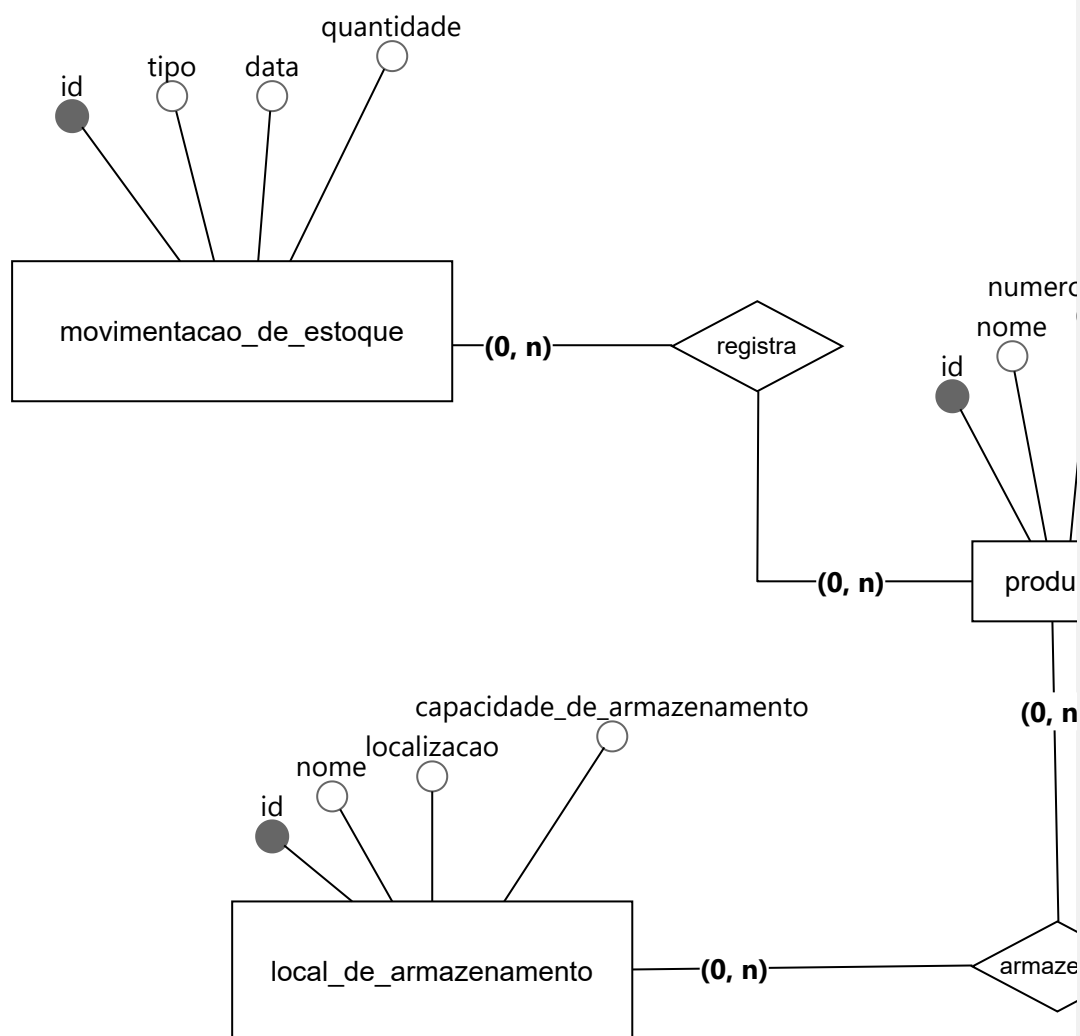 quantidade
tipo
data
id
movimentacao_de_estoque
(0, n)
registra
nome
id
(0, n)
capacidade_de_armazenamento
localizacao
nome
id
local_de_armazenamento
(0, n)